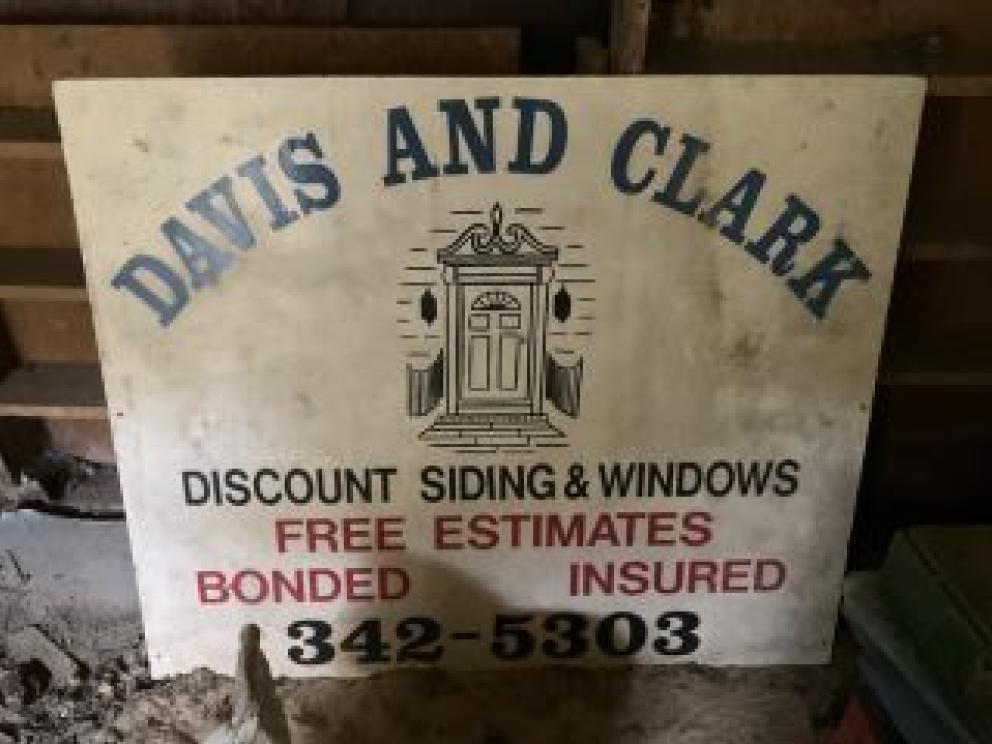 DAVIS AND CLARK
DISCOUNT SIDING & WINDOWS
FREE ESTIMATES
BONDED INSURED
342-5303